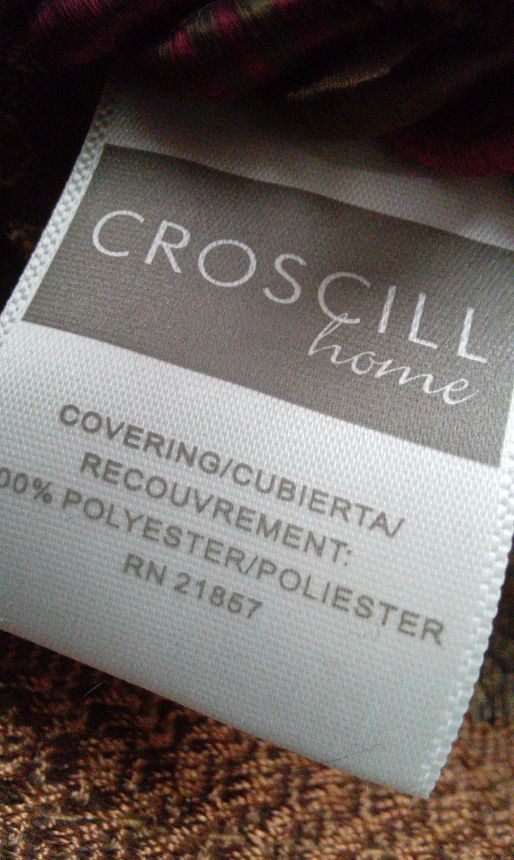 CROSCILL
home
COVERING/CUBIERTA/
RECOUVREMENT:
00% POLYESTER/POLIESTER
RN 21857